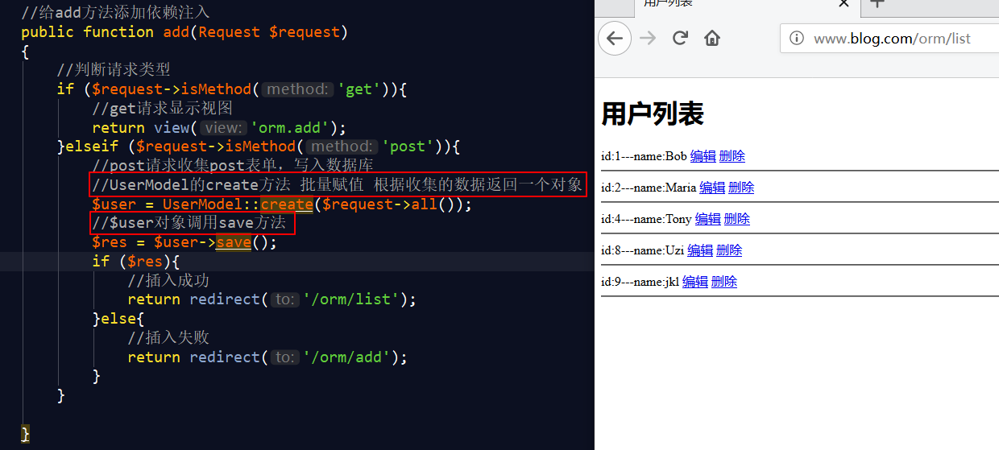 //给add方法添加依赖注入
public function add(Request $request)
{
//判断请求类型
if ($request->isMethod( method: 'get')){
//get请求显示视图
return view( view: 'orm.add');
}elseif ($request->isMethod( method: 'post')){
//post请求收集post表单，写入数据库
//UserModel的create方法 批量赋值 根据收集的数据返回一个对象
$user = UserModel::create($request->all());
//$user对象调用save方法
$res = $user->save();
if ($res){
//插入成功
return redirect( to: '/orm/list');
}else{
//插入失败
return redirect( to: '/orm/add');
}
}
}
用户列表
www.blog.com/orm/list
用户列表
id:1---name:Bob 编辑 删除
id:2---name:Maria 编辑 删除
id:4---name:Tony 编辑 删除
id:8---name:Uzi 编辑 删除
id:9---name:jkl 编辑 删除